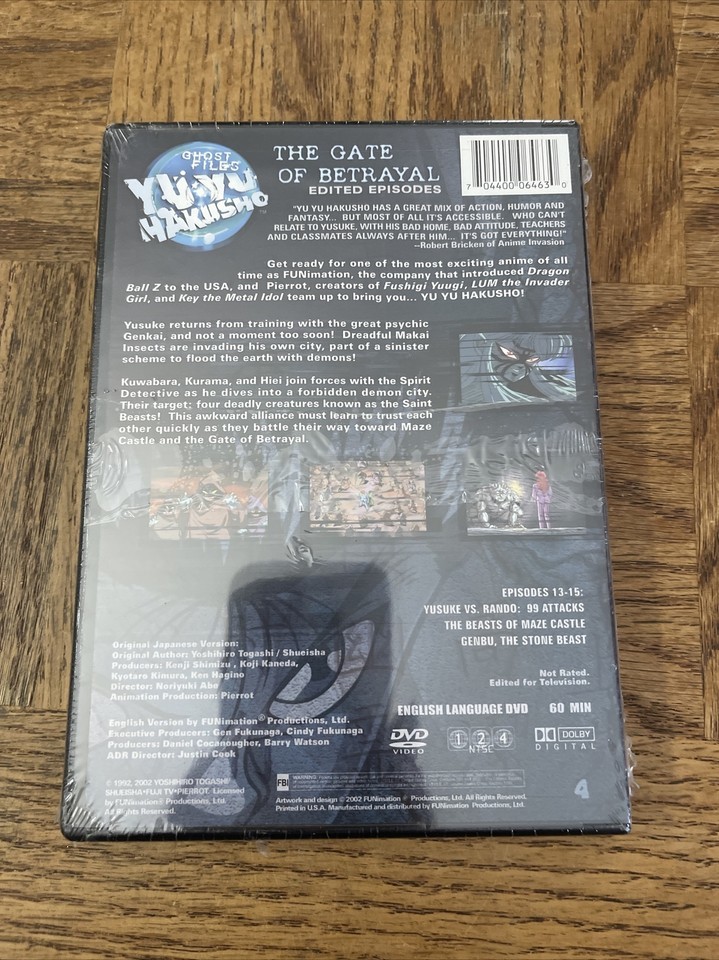 GHOST
FILES
YU YU
HAKUSHO™
THE GATE
OF BETRAYAL
EDITED EPISODES
7 04400 06463 0
"YU YU HAKUSHO HAS A GREAT MIX OF ACTION, HUMOR AND
FANTASY... BUT MOST OF ALL IT'S ACCESSIBLE. WHO CAN'T
RELATE TO YUSUKE, WITH HIS BAD HOME, BAD ATTITUDE, TEACHERS
AND CLASSMATES ALWAYS AFTER HIM... IT'S GOT EVERYTHING!"
--Robert Bricken of Anime Invasion
Get ready for one of the most exciting anime of all
time as FUNimation, the company that introduced Dragon
Ball Z to the USA, and Pierrot, creators of Fushigi Yuugi, LUM the Invader
Girl, and Key the Metal Idol team up to bring you... YU YU HAKUSHO!
Yusuke returns from training with the great psychic
Genkai, and not a moment too soon! Dreadful Makai
Insects are invading his own city, part of a sinister
scheme to flood the earth with demons!
Kuwabara, Kurama, and Hiei join forces with the Spirit
Detective as he dives into a forbidden demon city.
Their target; four deadly creatures known as the Saint
Beasts! This awkward alliance must learn to trust each
other quickly as they battle their way toward Maze
Castle and the Gate of Betrayal.
EPISODES 13-15:
YUSUKE VS. RANDO: 99 ATTACKS
THE BEASTS OF MAZE CASTLE
GENBU, THE STONE BEAST
Not Rated.
Edited for Television.
ENGLISH LANGUAGE DVD 60 MIN
Original Japanese Version:
Original Author: Yoshihiro Togashi / Shueisha
Producers: Kenji Shimizu , Koji Kaneda,
Kyotaro Kimura, Ken Hagino
Director: Noriyuki Abe
Animation Production: Pierrot
English Version by FUNimation® Productions, Ltd.
Executive Producers: Gen Fukunaga, Cindy Fukunaga
Producers: Daniel Cocanougher, Barry Watson
ADR Director: Justin Cook
DVD
VIDEO
1 2 4
NTSC
DOLBY
DIGITAL
© 1992, 2002 YOSHIHIRO TOGASHI
SHUEISHA•FUJI TV•PIERROT. Licensed
by FUNimation® Productions, Ltd.
All Rights Reserved.
FBI
WARNING
Artwork and design © 2002 FUNimation® Productions, Ltd. All Rights Reserved.
Printed in U.S.A. Manufactured and distributed by FUNimation Productions, Ltd.
4